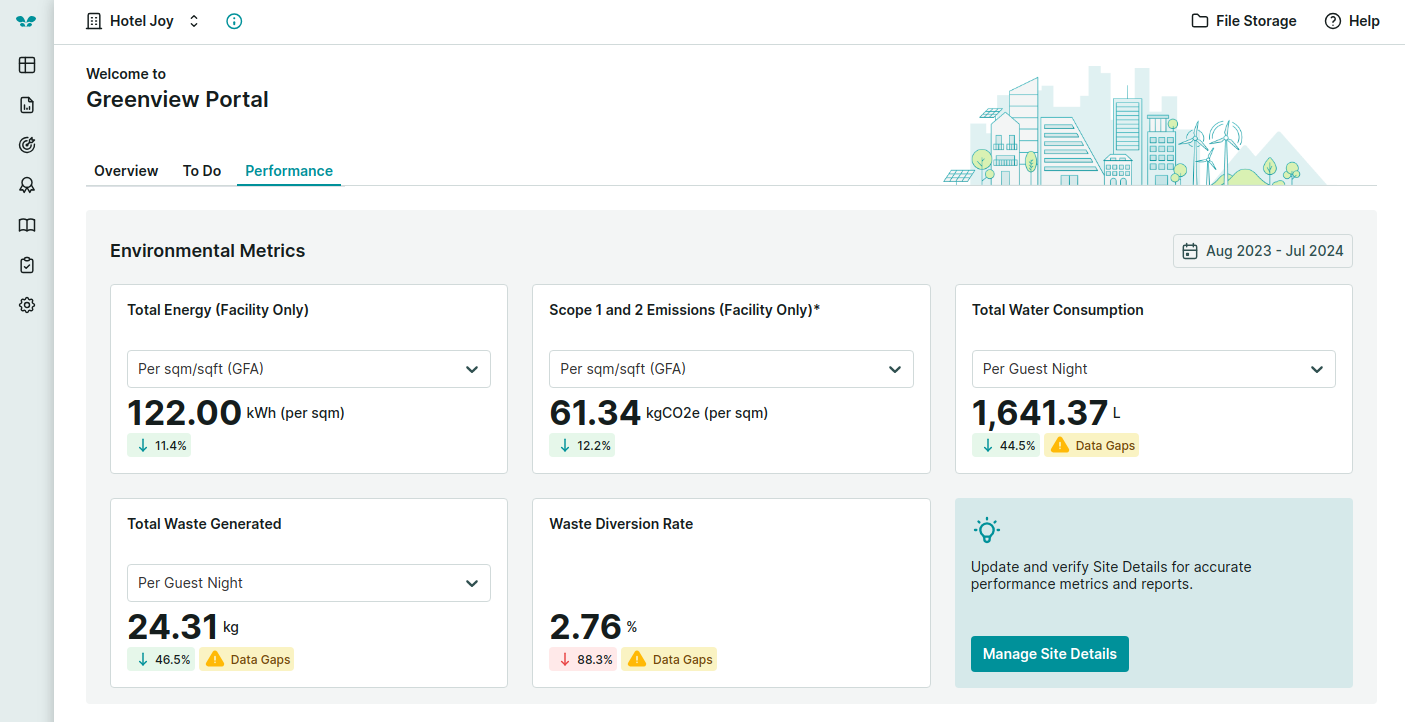 Hotel Joy
File Storage
Help
Welcome to
Greenview Portal
Overview
To Do
Performance
Environmental Metrics
Aug 2023 - Jul 2024
Total Energy (Facility Only)
Per sqm/sqft (GFA)
122.00 kWh (per sqm)
11.4%
Scope 1 and 2 Emissions (Facility Only)*
Per sqm/sqft (GFA)
61.34 kgCO2e (per sqm)
12.2%
Total Water Consumption
Per Guest Night
1,641.37 L
44.5% Data Gaps
Total Waste Generated
Per Guest Night
24.31 kg
46.5% Data Gaps
Waste Diversion Rate
2.76 %
88.3% Data Gaps
Update and verify Site Details for accurate
performance metrics and reports.
Manage Site Details